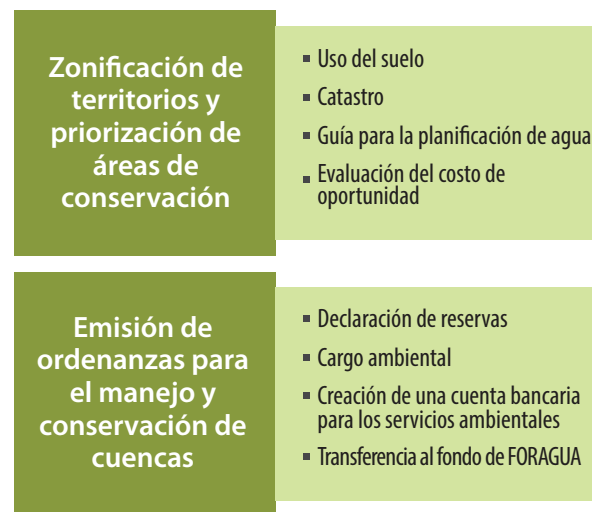 Zonificación de
territorios y
priorización de
áreas de
conservación
▪ Uso del suelo
▪ Catastro
▪ Guía para la planificación de agua
▪ Evaluación del costo de
oportunidad
Emisión de
ordenanzas para
el manejo y
conservación de
cuencas
▪ Declaración de reservas
▪ Cargo ambiental
▪ Creación de una cuenta bancaria
para los servicios ambientales
▪ Transferencia al fondo de FORAGUA